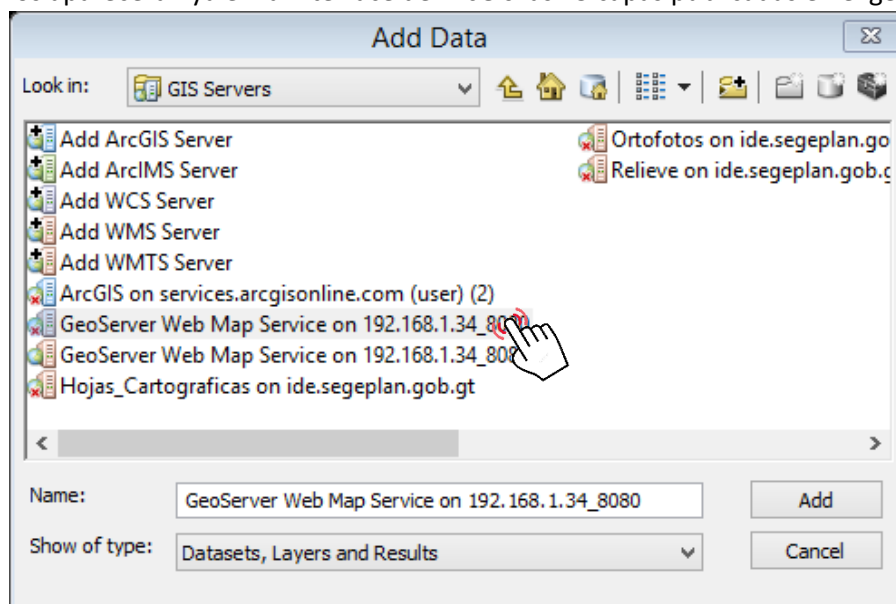 Add Data
Look in: GIS Servers
Add ArcGIS Server
Add ArcIMS Server
Add WCS Server
Add WMS Server
Add WMTS Server
ArcGIS on services.arcgisonline.com (user) (2)
GeoServer Web Map Service on 192.168.1.34_80
GeoServer Web Map Service on 192.168.1.34_80
Hojas_Cartograficas on ide.segeplan.gob.gt
Ortofotos on ide.segeplan.go
Relieve on ide.segeplan.gob.g
Name: GeoServer Web Map Service on 192.168.1.34_8080 Add
Show of type: Datasets, Layers and Results Cancel